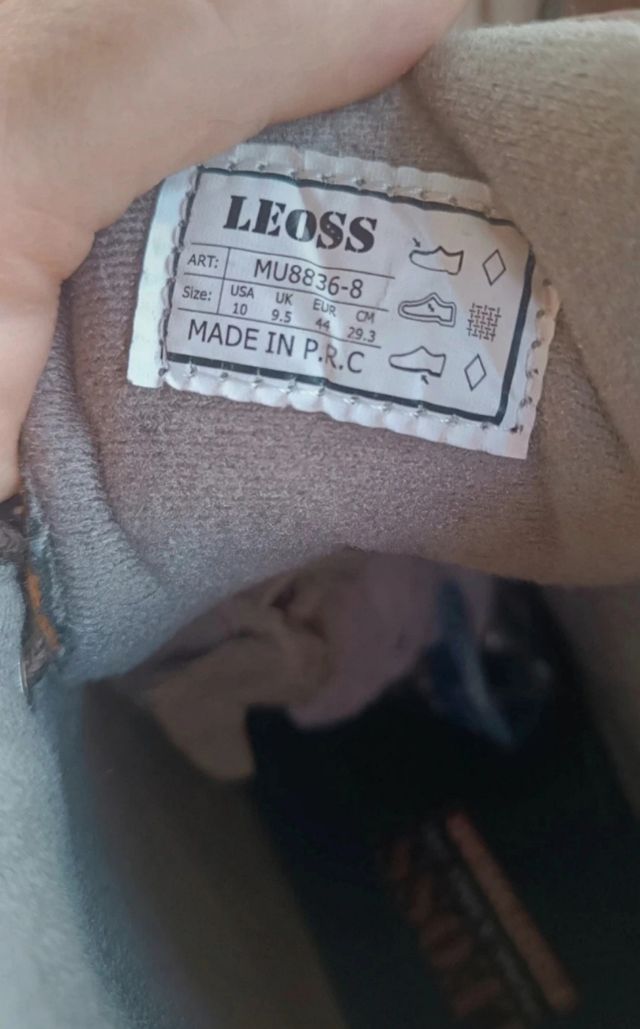 LEOSS
ART: MU8836-8
Size: USA UK EUR CM
10 9.5 44 29.3
MADE IN P.R.C